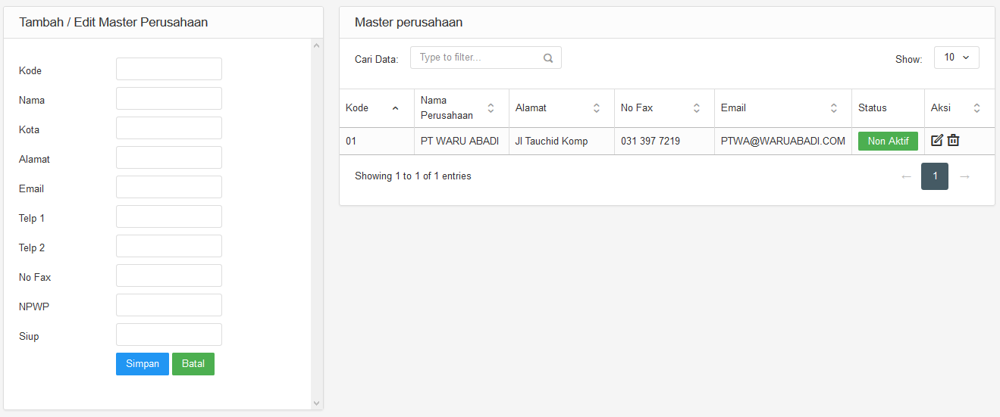 Tambah / Edit Master Perusahaan
Kode
Nama
Kota
Alamat
Email
Telp 1
Telp 2
No Fax
NPWP
Siup
Simpan Batal
Master perusahaan
Cari Data: Type to filter... Show: 10
Kode Nama Perusahaan Alamat No Fax Email Status Aksi
01 PT WARU ABADI Jl Tauchid Komp 031 397 7219 PTWA@WARUABADI.COM Non Aktif
Showing 1 to 1 of 1 entries ← 1 →